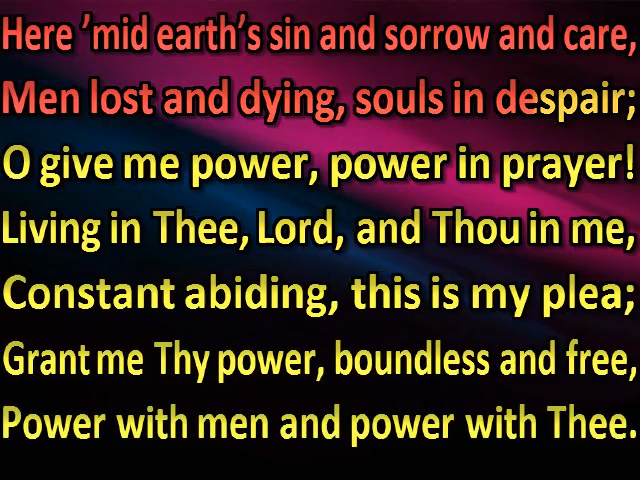 Here ’mid earth’s sin and sorrow and care,
Men lost and dying, souls in despair;
O give me power, power in prayer!
Living in Thee, Lord, and Thou in me,
Constant abiding, this is my plea;
Grant me Thy power, boundless and free,
Power with men and power with Thee.